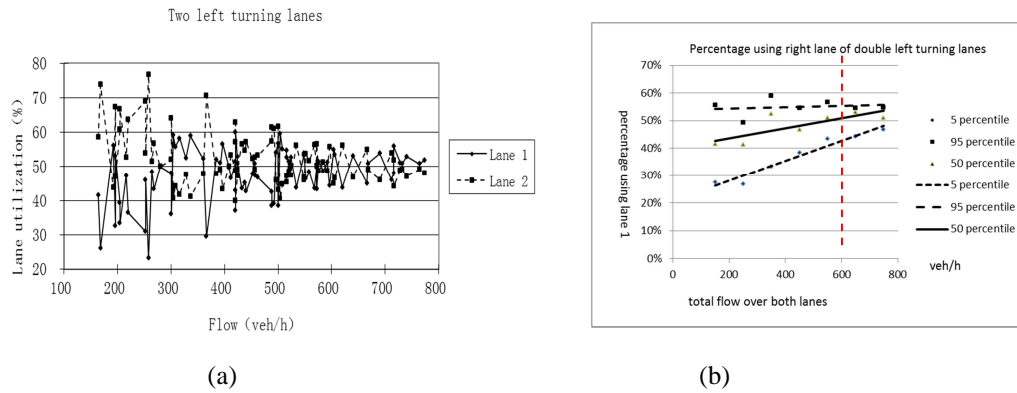 Two left turning lanes
Lane utilization (%)
80
70
60
50
40
30
20
100 200 300 400 500 600 700 800
Flow (veh/h)
Lane 1
Lane 2
(a)
Percentage using right lane of double left turning lanes
percentage using lane 1
70%
60%
50%
40%
30%
20%
10%
0%
0 200 400 600 800
total flow over both lanes
veh/h
5 percentile
95 percentile
50 percentile
5 percentile
95 percentile
50 percentile
(b)